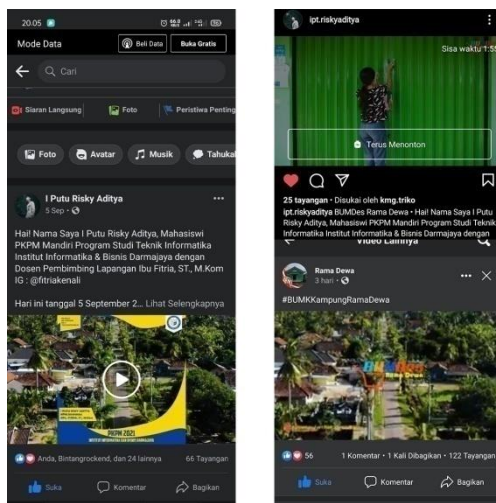 20.05
Mode Data
Beli Data
Buka Gratis
Cari
Siaran Langsung
Foto
Peristiwa Penting
Foto
Avatar
Musik
Tahukah
I Putu Risky Aditya
5 Sep
Hai! Nama Saya I Putu Risky Aditya, Mahasiswi
PKPM Mandiri Program Studi Teknik Informatika
Institut Informatika & Bisnis Darmajaya dengan
Dosen Pembimbing Lapangan Ibu Fitria, ST., M.Kom
IG : @fitriakenali
Hari ini tanggal 5 September 2... Lihat Selengkapnya
PKPM 2021
Anda, Bintangrockend, dan 24 lainnya
66 Tayangan
Suka
Komentar
Bagikan
ipt.riskyaditya
Sisa waktu 1:55
Terus Menonton
25 tayangan · Disukai oleh kmg.triko
ipt.riskyaditya BUMDes Rama Dewa • Hai! Nama Saya I Putu
Risky Aditya, Mahasiswi PKPM Mandiri Program Studi Teknik
Informatika Institut Informatika & Bisnis Darmajaya dengan
Video Lainnya
Rama Dewa
3 hari
#BUMKKampungRamaDewa
Rama Dewa
56
1 Komentar • 1 Kali Dibagikan • 122 Tayangan
Suka
Komentar
Bagikan